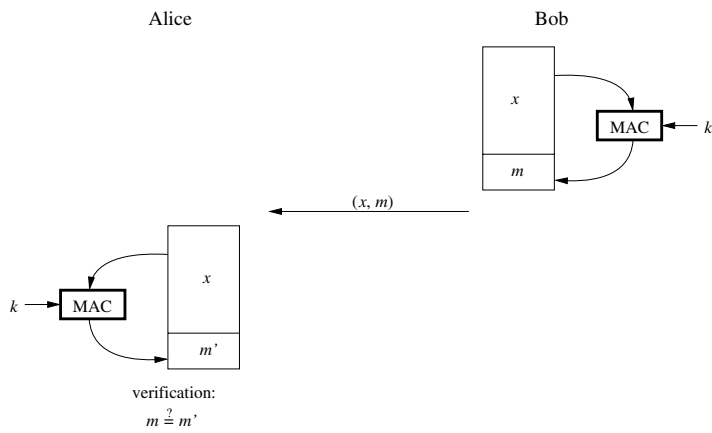 Alice
Bob
x
MAC
k
m
(x, m)
x
k
MAC
m’
verification:
m ≟ m’